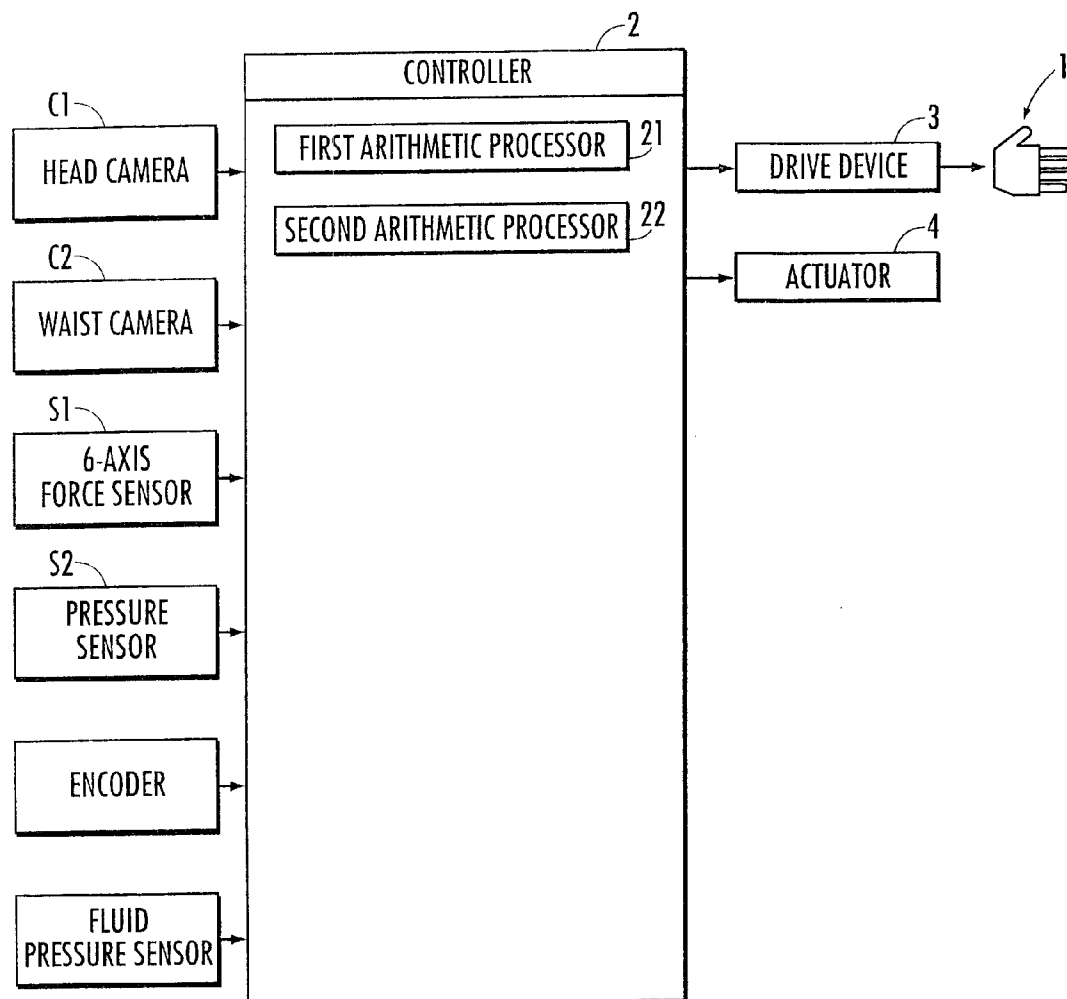 2
CONTROLLER
C1
HEAD CAMERA
FIRST ARITHMETIC PROCESSOR
21
3
DRIVE DEVICE
1
C2
WAIST CAMERA
SECOND ARITHMETIC PROCESSOR
22
4
ACTUATOR
S1
6-AXIS
FORCE SENSOR
S2
PRESSURE
SENSOR
ENCODER
FLUID
PRESSURE SENSOR